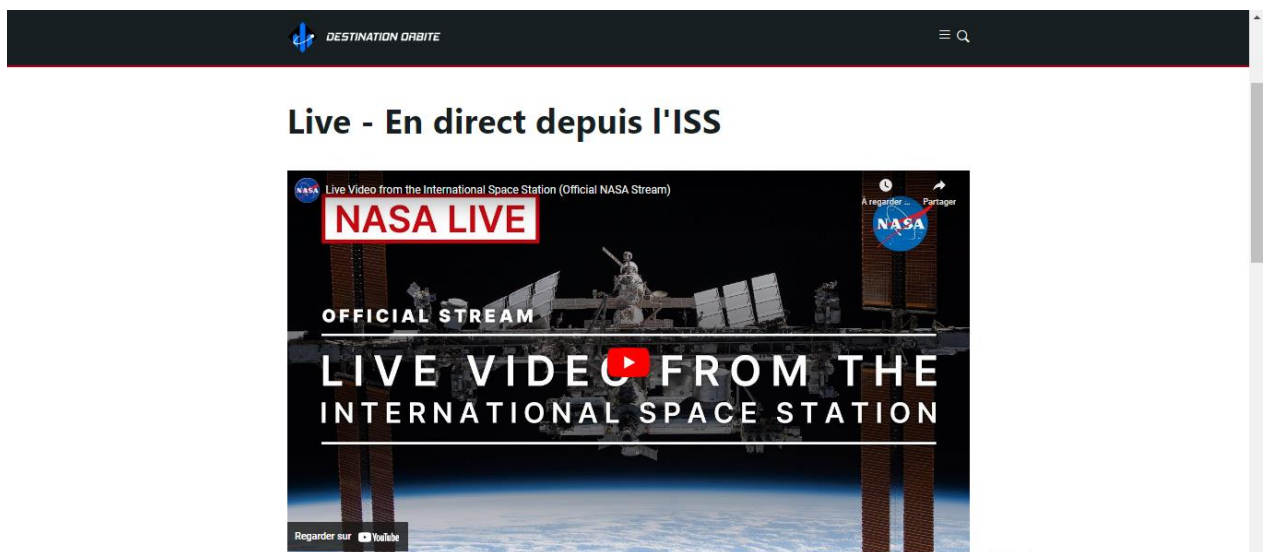 DESTINATION ORBITE
Live - En direct depuis l'ISS
NASA
Live Video from the International Space Station (Official NASA Stream)
À regarder ...
Partager
NASA LIVE
NASA
OFFICIAL STREAM
LIVE VIDEO FROM THE
INTERNATIONAL SPACE STATION
Regarder sur YouTube